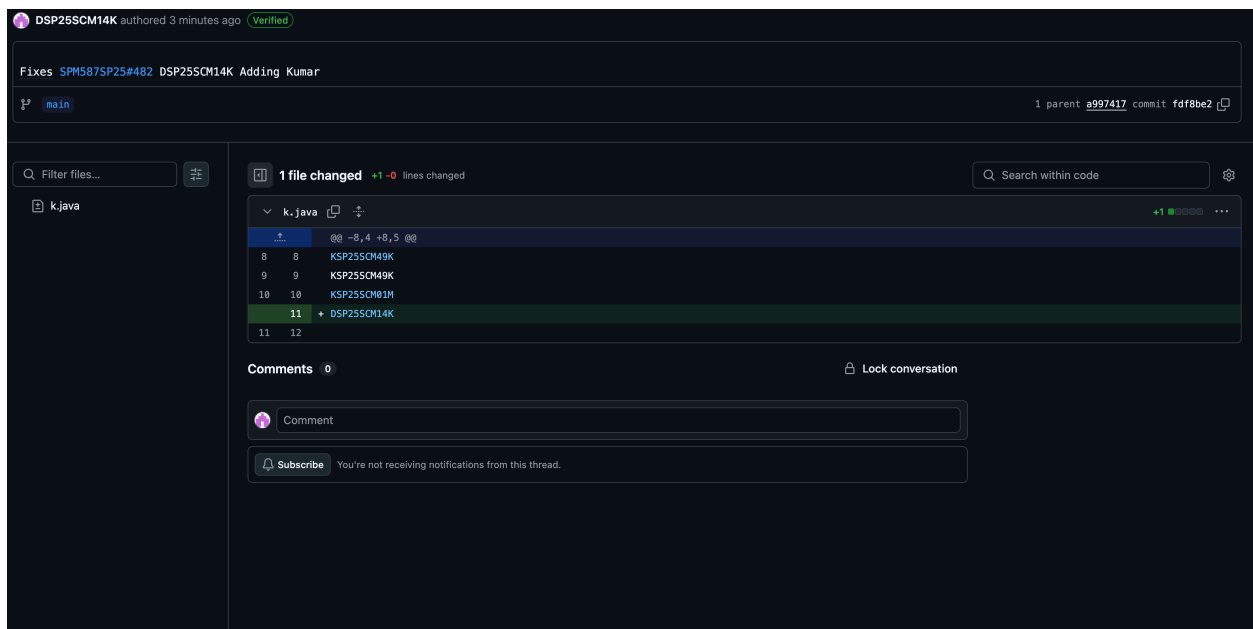 DSP25SCM14K authored 3 minutes ago Verified
Fixes SPM587SP25#482 DSP25SCM14K Adding Kumar
main
1 parent a997417 commit fdf8be2
Filter files...
k.java
1 file changed +1 -0 lines changed
Search within code
k.java
+1
@@ -8,4 +8,5 @@
8 8 KSP25SCM49K
9 9 KSP25SCM49K
10 10 KSP25SCM01M
11 + DSP25SCM14K
11 12
Comments 0
Lock conversation
Comment
Subscribe You're not receiving notifications from this thread.